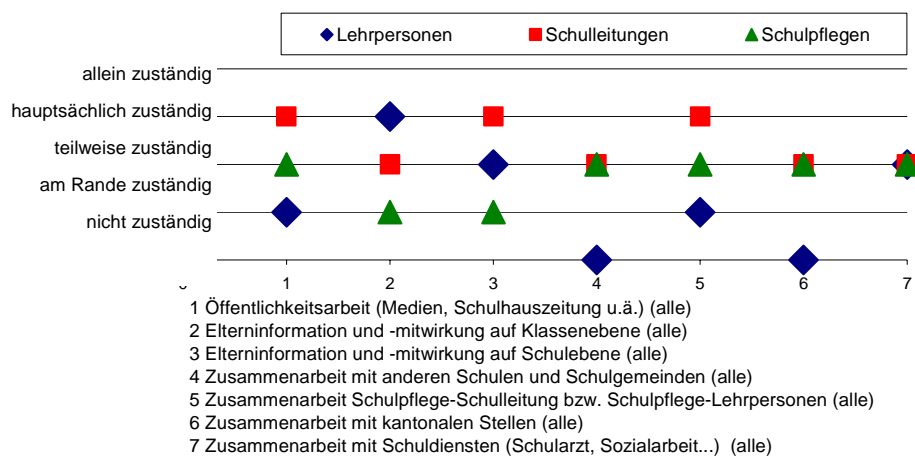 Lehrpersonen Schulleitungen Schulpflegen
allein zuständig
hauptsächlich zuständig
teilweise zuständig
am Rande zuständig
nicht zuständig
1 2 3 4 5 6 7
1 Öffentlichkeitsarbeit (Medien, Schulhauszeitung u.ä.) (alle)
2 Elterninformation und -mitwirkung auf Klassenebene (alle)
3 Elterninformation und -mitwirkung auf Schulebene (alle)
4 Zusammenarbeit mit anderen Schulen und Schulgemeinden (alle)
5 Zusammenarbeit Schulpflege-Schulleitung bzw. Schulpflege-Lehrpersonen (alle)
6 Zusammenarbeit mit kantonalen Stellen (alle)
7 Zusammenarbeit mit Schuldiensten (Schularzt, Sozialarbeit...) (alle)